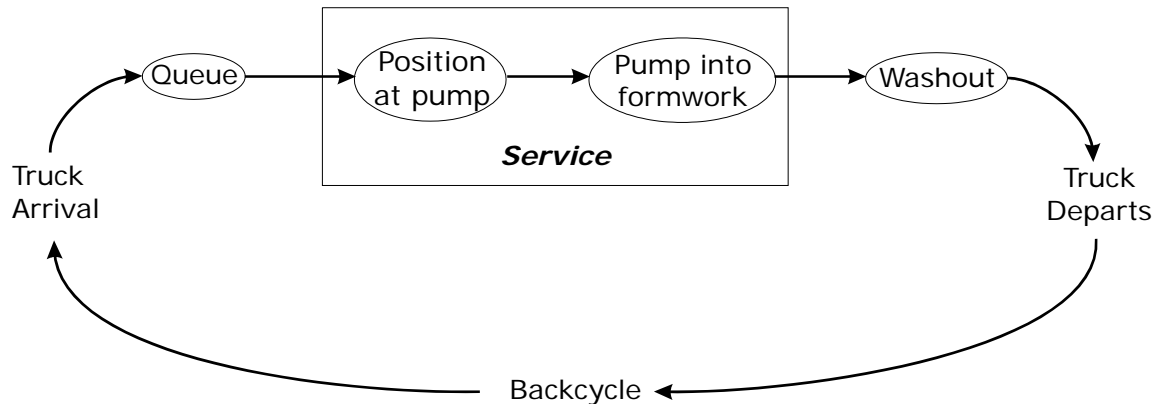 Queue
Position
at pump
Pump into
formwork
Washout
Service
Truck
Arrival
Truck
Departs
Backcycle